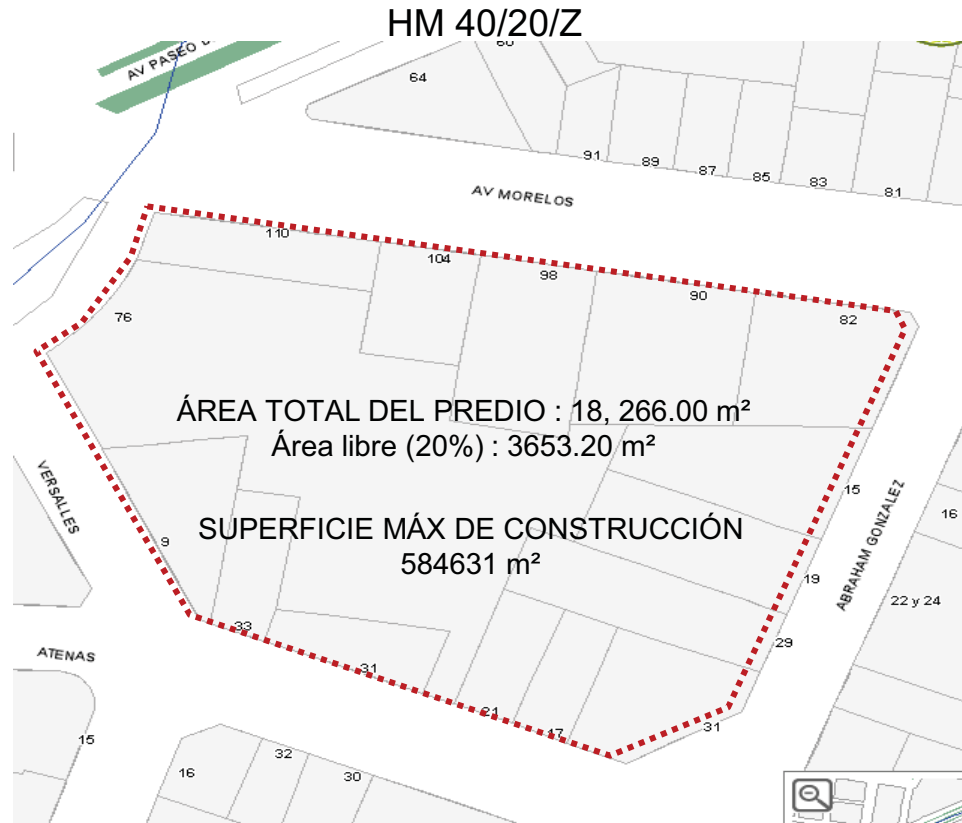 HM 40/20/Z
60
AV PASEO
64
91
89
87
85
83
81
AV MORELOS
110
104
98
90
82
76
ÁREA TOTAL DEL PREDIO : 18, 266.00 m²
Área libre (20%) : 3653.20 m²
VERSALLES
15
ABRAHAM GONZALEZ
16
SUPERFICIE MÁX DE CONSTRUCCIÓN
584631 m²
9
19
22 y 24
33
29
ATENAS
31
21
17
31
15
32
16
30